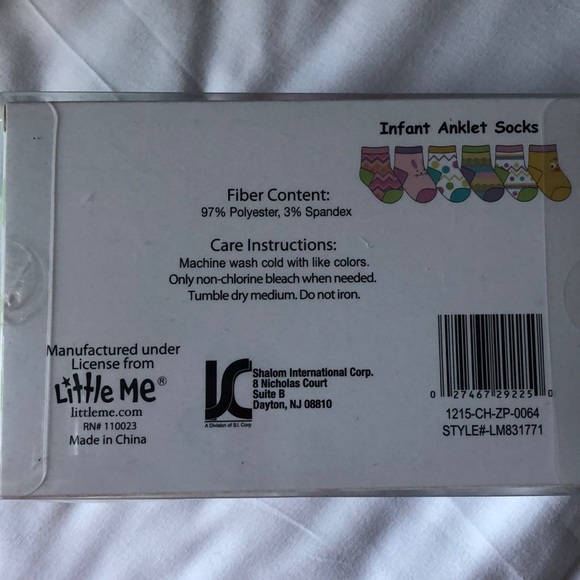 Infant Anklet Socks
Fiber Content:
97% Polyester, 3% Spandex
Care Instructions:
Machine wash cold with like colors.
Only non-chlorine bleach when needed.
Tumble dry medium. Do not iron.
Manufactured under
License from
Little Me®
littleme.com
RN# 110023
Made in China
JSC
A Division of S.I. Corp
Shalom International Corp.
8 Nicholas Court
Suite B
Dayton, NJ 08810
0 27467 29225 0
1215-CH-ZP-0064
STYLE#-LM831771